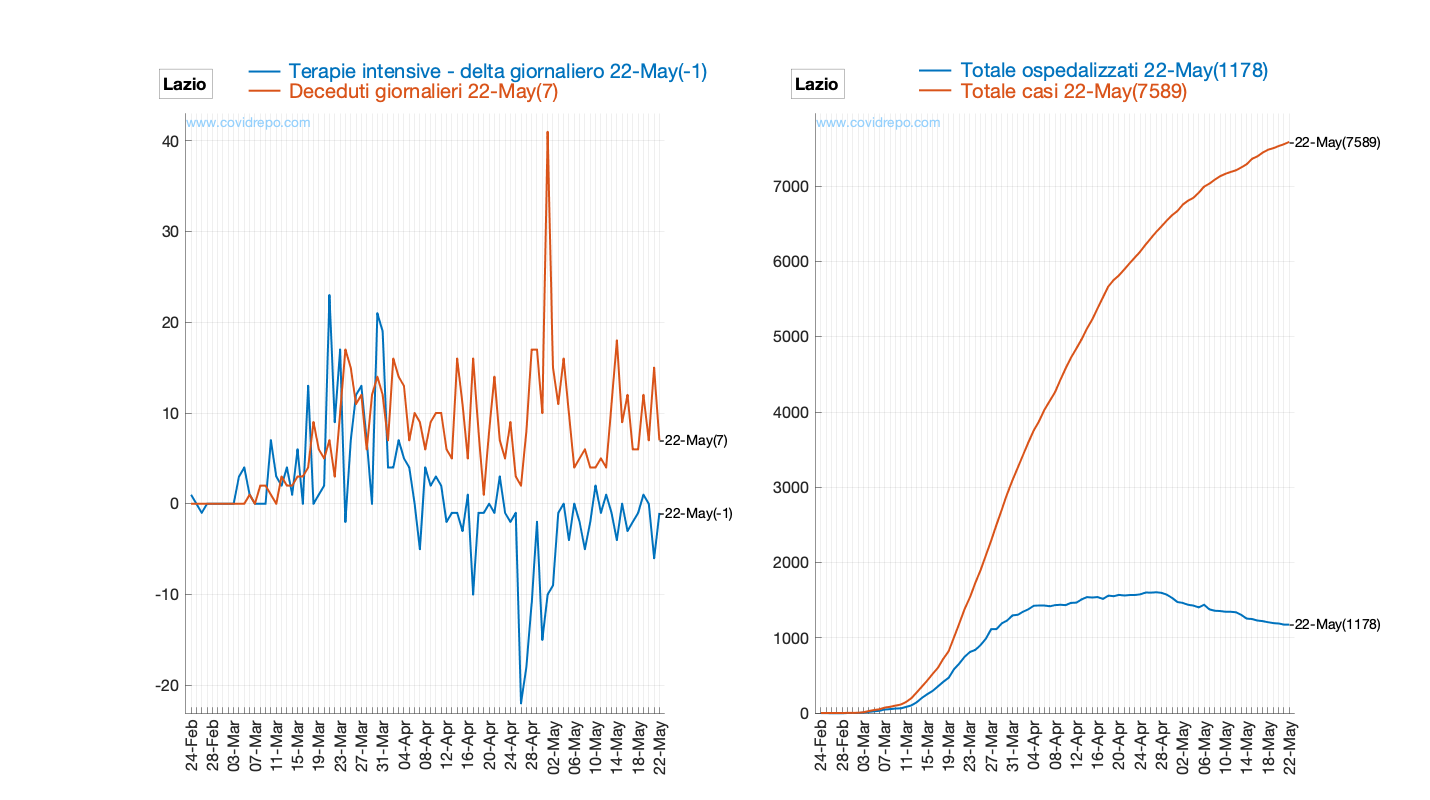 Lazio
Terapie intensive - delta giornaliero 22-May(-1)
Deceduti giornalieri 22-May(7)
www.covidrepo.com
40
30
20
10
0
-10
-20
22-May(7)
22-May(-1)
24-Feb
28-Feb
03-Mar
07-Mar
11-Mar
15-Mar
19-Mar
23-Mar
27-Mar
31-Mar
04-Apr
08-Apr
12-Apr
16-Apr
20-Apr
24-Apr
28-Apr
02-May
06-May
10-May
14-May
18-May
22-May
Lazio
Totale ospedalizzati 22-May(1178)
Totale casi 22-May(7589)
www.covidrepo.com
7000
6000
5000
4000
3000
2000
1000
0
22-May(7589)
22-May(1178)
24-Feb
28-Feb
03-Mar
07-Mar
11-Mar
15-Mar
19-Mar
23-Mar
27-Mar
31-Mar
04-Apr
08-Apr
12-Apr
16-Apr
20-Apr
24-Apr
28-Apr
02-May
06-May
10-May
14-May
18-May
22-May